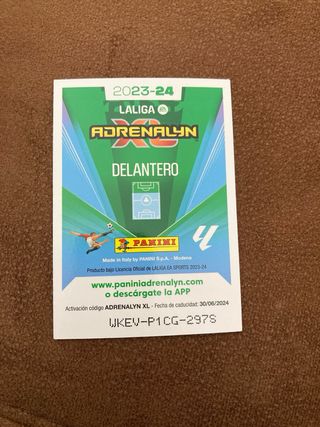 2023-24
LALIGA EA
ADRENALYN
XL
DELANTERO
PANINI
Made in Italy by PANINI S.p.A. - Modena
Producto bajo Licencia Oficial de LALIGA EA SPORTS 2023-24
www.paniniadrenalyn.com
o descárgate la APP
Activación código ADRENALYN XL - Fecha de caducidad: 30/06/2024
WKEV-P1CG-297S